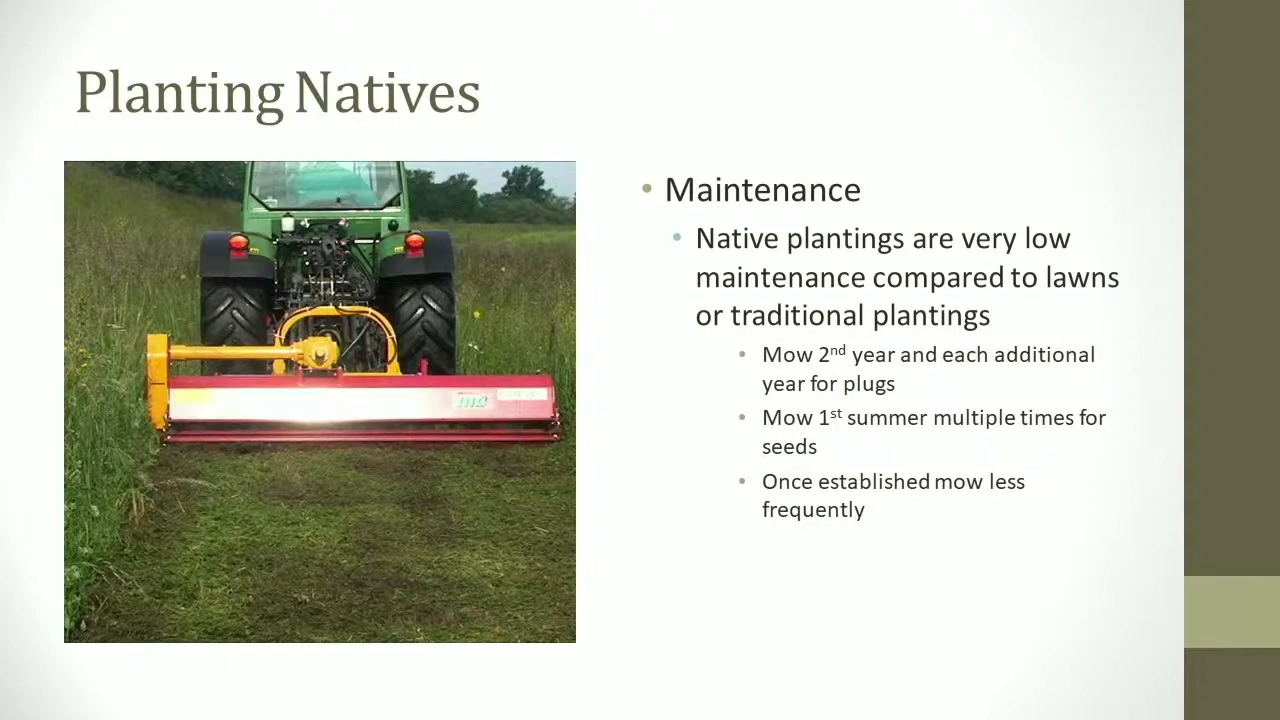 Planting Natives
• Maintenance
• Native plantings are very low
maintenance compared to lawns
or traditional plantings
• Mow 2nd year and each additional
year for plugs
• Mow 1st summer multiple times for
seeds
• Once established mow less
frequently